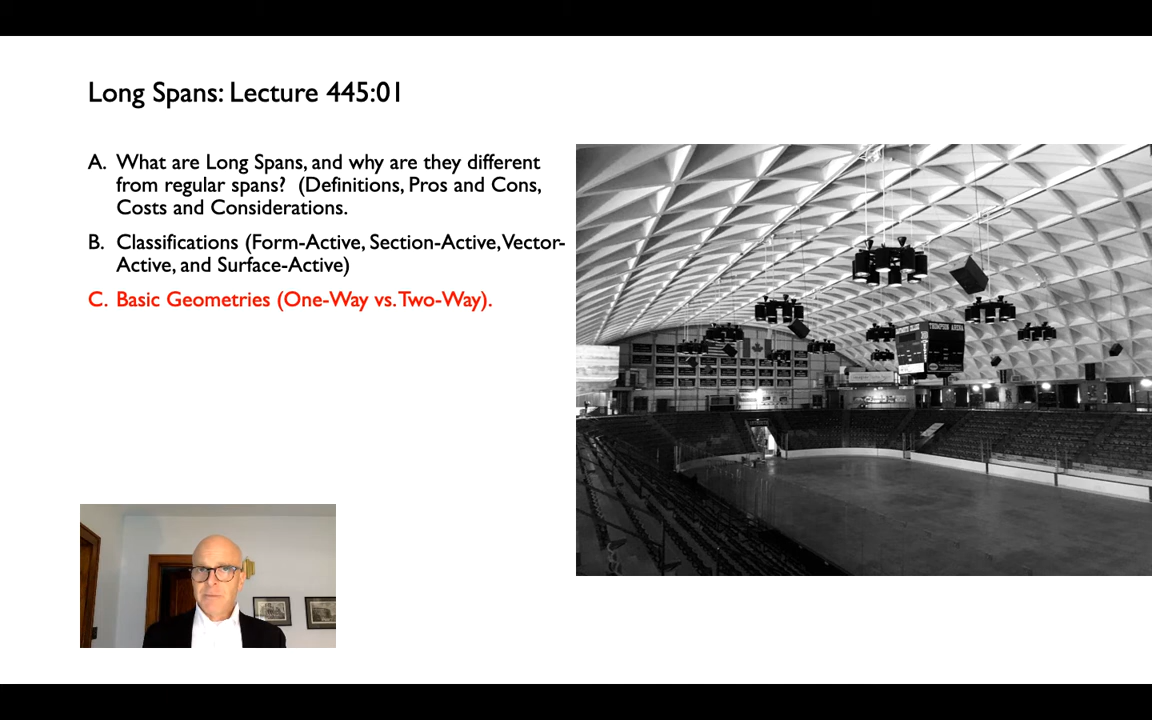 Long Spans: Lecture 445:01
A. What are Long Spans, and why are they different
from regular spans? (Definitions, Pros and Cons,
Costs and Considerations.
B. Classifications (Form-Active, Section-Active, Vector-
Active, and Surface-Active)
C. Basic Geometries (One-Way vs. Two-Way).
DARTMOUTH COLLEGE THOMPSON ARENA